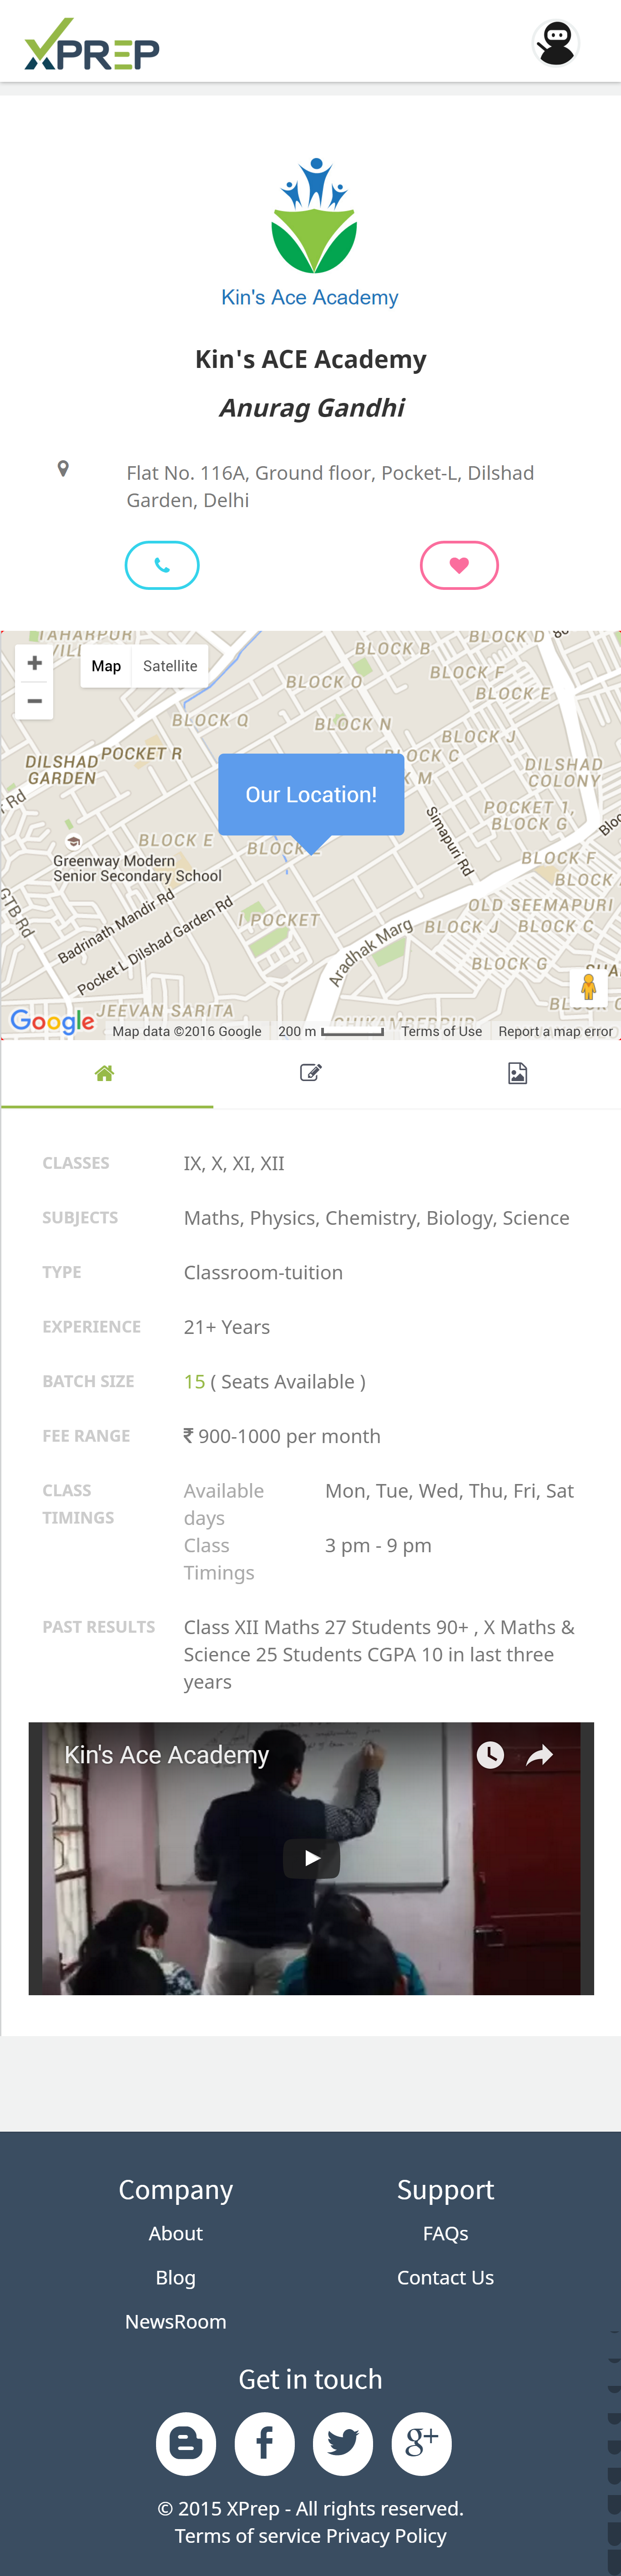 XPREP
Kin's Ace Academy
Kin's ACE Academy
Anurag Gandhi
Flat No. 116A, Ground floor, Pocket-L, Dilshad
Garden, Delhi
TAHARPUR
Map
Satellite
BLOCK B
BLOCK O
BLOCK F
BLOCK E
BLOCK Q
BLOCK N
BLOCK J
POCKET R
BLOCK C
DILSHAD
GARDEN
DILSHAD
COLONY
Our Location!
POCKET 1,
BLOCK G
Simapuri Rd
BLOCK E
Greenway Modern
Senior Secondary School
BLOCK F
BLOCK D
OLD SEEMAPURI
GTB Rd
Badrinath Mandir Rd
Pocket L Dilshad Garden Rd
I POCKET
BLOCK J
BLOCK C
Aradhak Marg
BLOCK G
JEEVAN SARITA
Google
Map data ©2016 Google
200 m
Terms of Use
Report a map error
CLASSES IX, X, XI, XII
SUBJECTS Maths, Physics, Chemistry, Biology, Science
TYPE Classroom-tuition
EXPERIENCE 21+ Years
BATCH SIZE 15 ( Seats Available )
FEE RANGE ₹ 900-1000 per month
CLASS
TIMINGS
Available
days
Mon, Tue, Wed, Thu, Fri, Sat
Class
Timings
3 pm - 9 pm
PAST RESULTS Class XII Maths 27 Students 90+ , X Maths &
Science 25 Students CGPA 10 in last three
years
Kin's Ace Academy
Company
About
Blog
NewsRoom
Support
FAQs
Contact Us
Get in touch
g+
© 2015 XPrep - All rights reserved.
Terms of service Privacy Policy